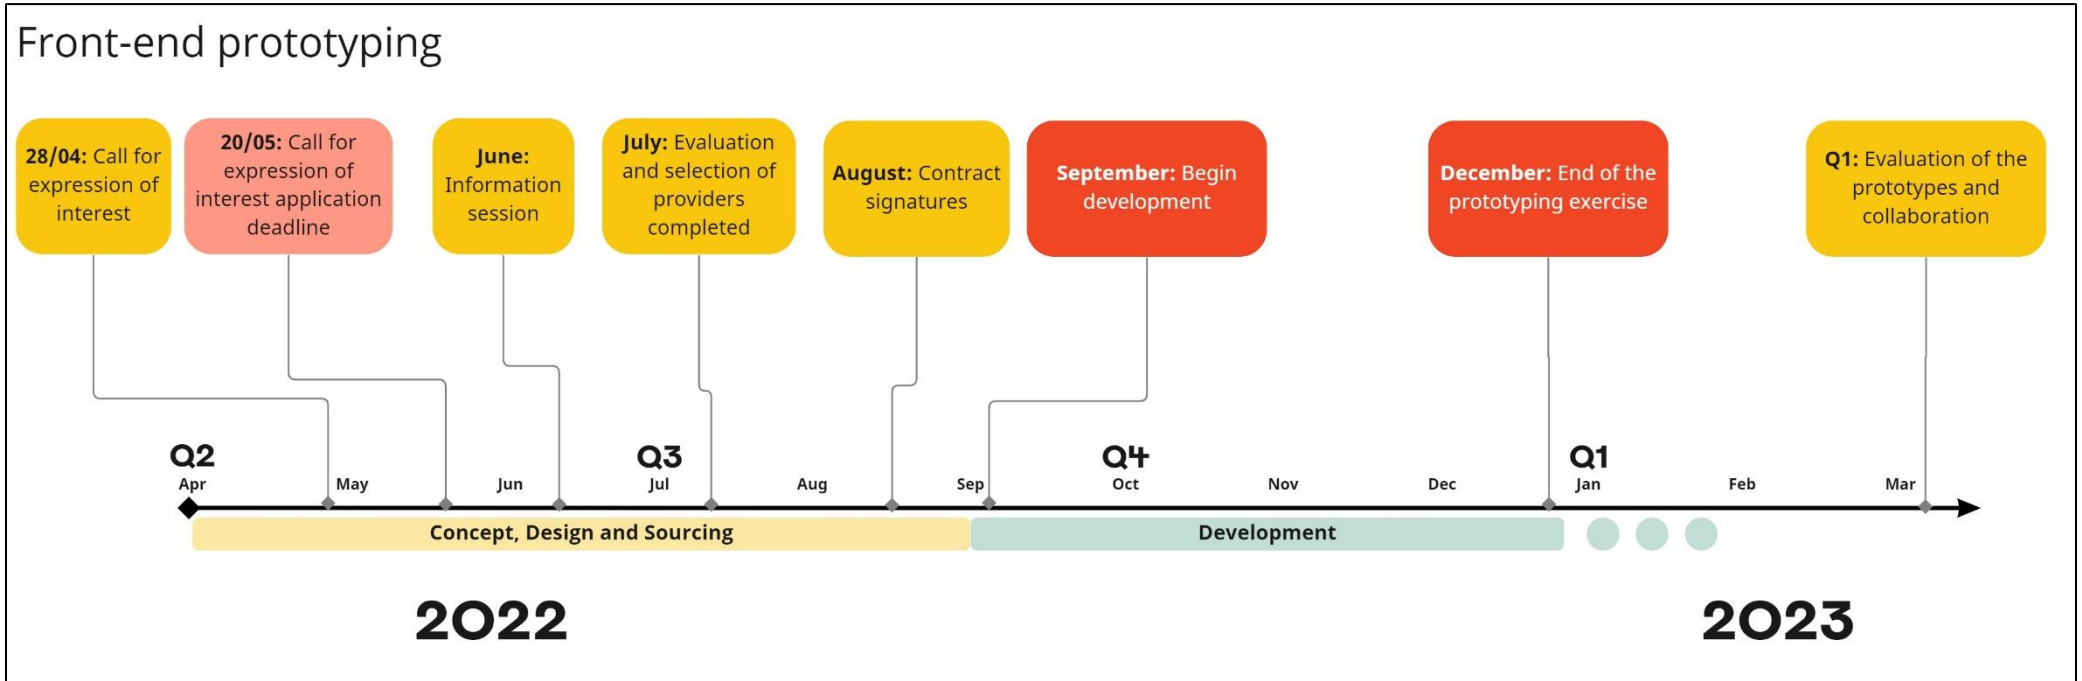 Front-end prototyping
28/04: Call for
expression of
interest
20/05: Call for
expression of
interest application
deadline
June:
Information
session
July: Evaluation
and selection of
providers
completed
August: Contract
signatures
September: Begin
development
December: End of the
prototyping exercise
Q1: Evaluation of the
prototypes and
collaboration
Q2
Q3
Q4
Q1
Apr
May
Jun
Jul
Aug
Sep
Oct
Nov
Dec
Jan
Feb
Mar
Concept, Design and Sourcing
Development
2022
2023